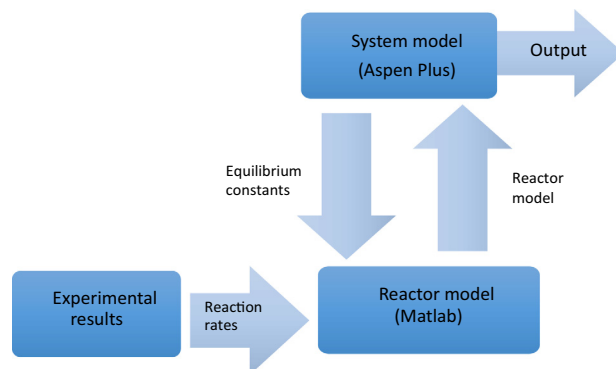 System model
(Aspen Plus)
Output
Equilibrium
constants
Reactor
model
Experimental
results
Reaction
rates
Reactor model
(Matlab)